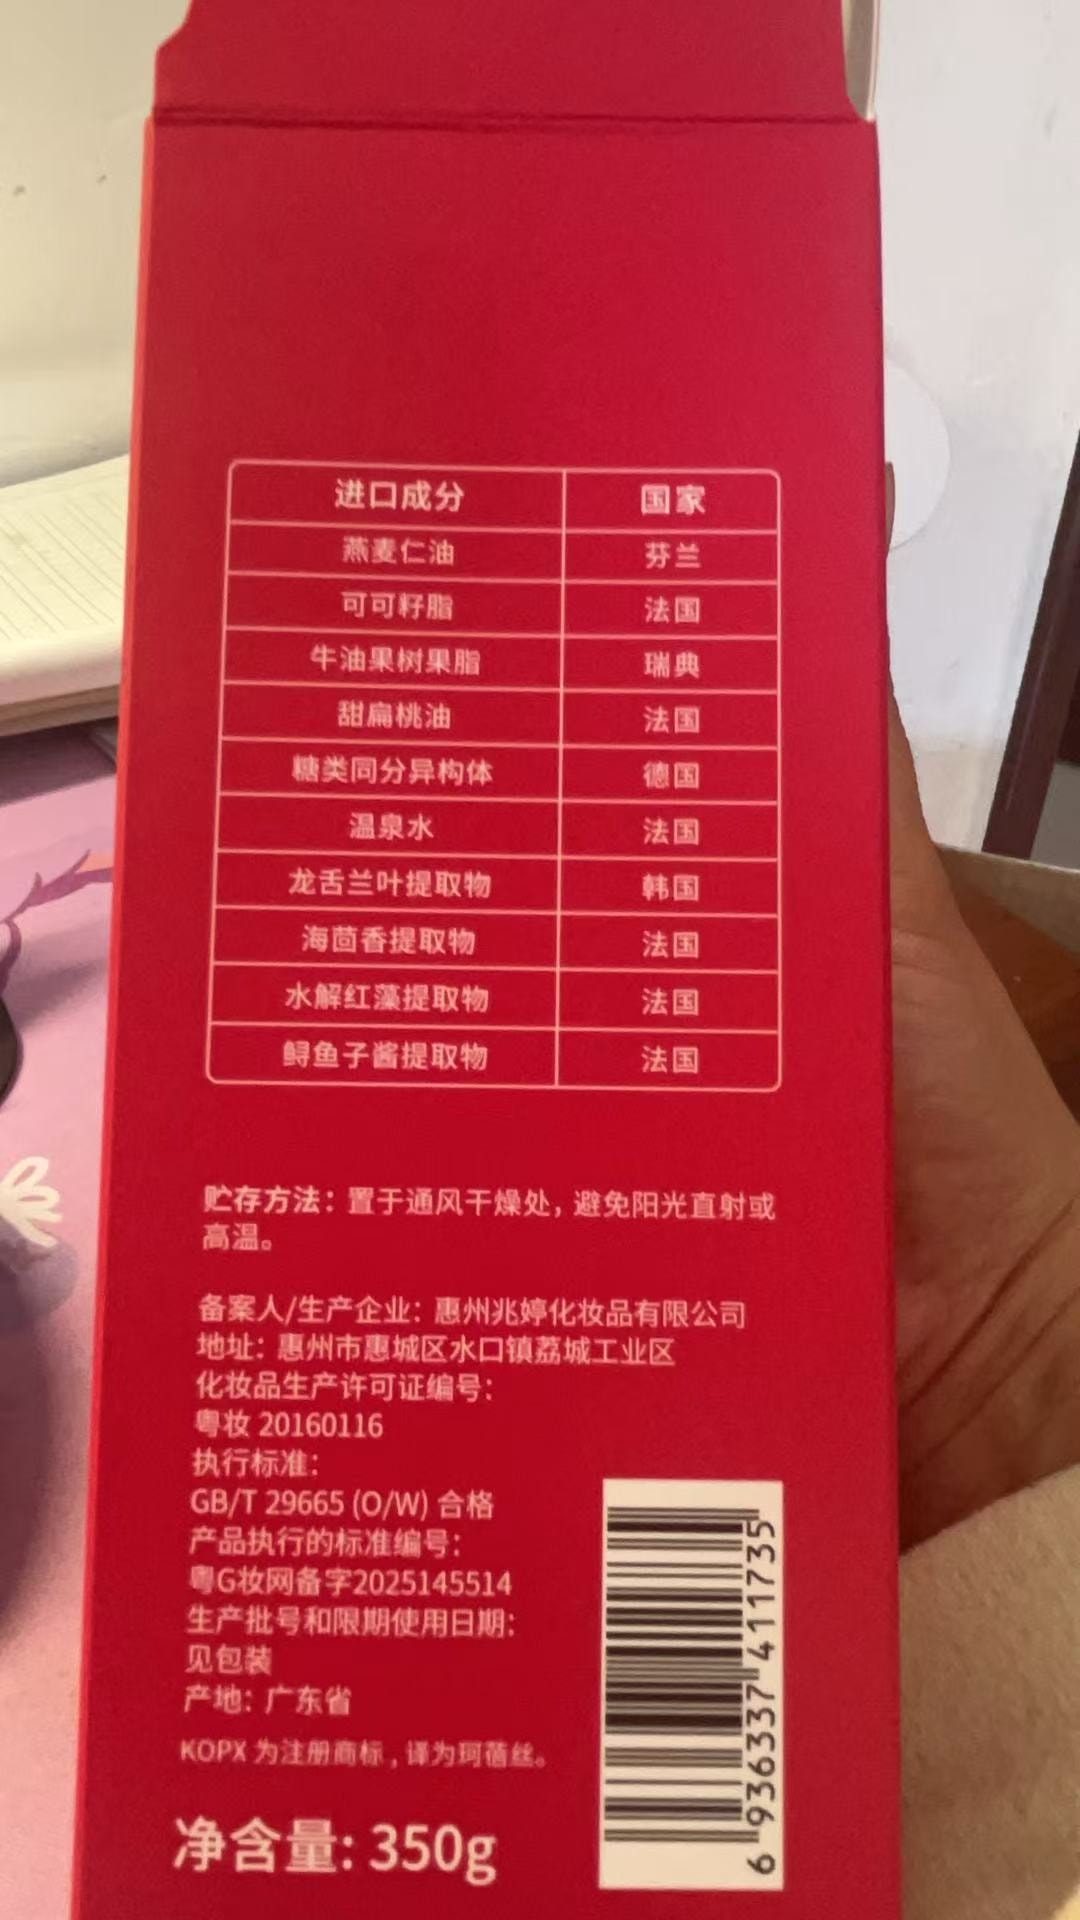 进口成分 国家
燕麦仁油 芬兰
可可籽脂 法国
牛油果树果脂 瑞典
甜扁桃油 法国
糖类同分异构体 德国
温泉水 法国
龙舌兰叶提取物 韩国
海茴香提取物 法国
水解红藻提取物 法国
鲟鱼子酱提取物 法国
贮存方法：置于通风干燥处，避免阳光直射或
高温。
备案人/生产企业：惠州兆婷化妆品有限公司
地址：惠州市惠城区水口镇荔城工业区
化妆品生产许可证编号：
粤妆 20160116
执行标准：
GB/T 29665 (O/W) 合格
产品执行的标准编号：
粤G妆网备字2025145514
生产批号和限期使用日期：
见包装
产地：广东省
KOPX 为注册商标，译为珂蓓丝。
净含量: 350g
6 936337 411735